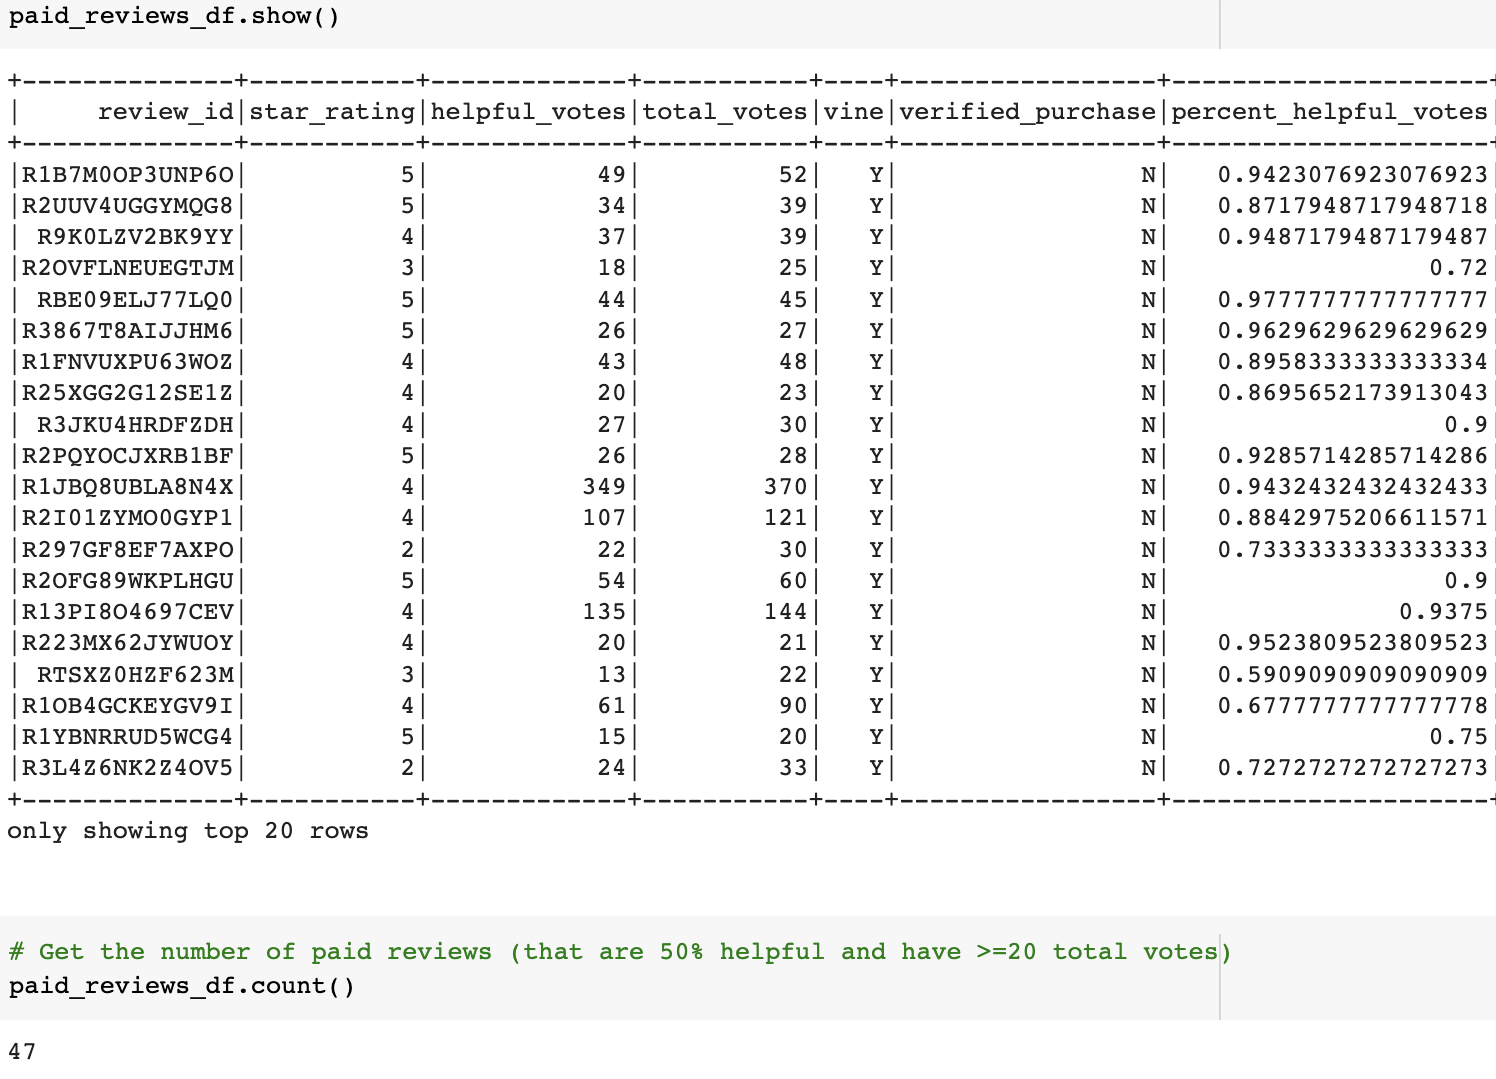 paid_reviews_df.show()
+--------------+-----------+-------------+-----------+----+-----------------+---------------------+
|     review_id|star_rating|helpful_votes|total_votes|vine|verified_purchase|percent_helpful_votes|
+--------------+-----------+-------------+-----------+----+-----------------+---------------------+
|R1B7M0OP3UNP6O|          5|           49|         52|   Y|                N|   0.9423076923076923|
|R2UUV4UGGYMQG8|          5|           34|         39|   Y|                N|   0.8717948717948718|
| R9K0LZV2BK9YY|          4|           37|         39|   Y|                N|   0.9487179487179487|
|R2OVFLNEUEGTJM|          3|           18|         25|   Y|                N|                 0.72|
| RBE09ELJ77LQ0|          5|           44|         45|   Y|                N|   0.9777777777777777|
|R3867T8AIJJHM6|          5|           26|         27|   Y|                N|   0.9629629629629629|
|R1FNVUXPU63WOZ|          4|           43|         48|   Y|                N|   0.8958333333333334|
|R25XGG2G12SE1Z|          4|           20|         23|   Y|                N|   0.8695652173913043|
| R3JKU4HRDFZDH|          4|           27|         30|   Y|                N|                  0.9|
|R2PQYOCJXRB1BF|          5|           26|         28|   Y|                N|   0.9285714285714286|
|R1JBQ8UBLA8N4X|          4|          349|        370|   Y|                N|   0.9432432432432433|
|R2I01ZYMO0GYP1|          4|          107|        121|   Y|                N|   0.8842975206611571|
|R297GF8EF7AXPO|          2|           22|         30|   Y|                N|   0.7333333333333333|
|R2OFG89WKPLHGU|          5|           54|         60|   Y|                N|                  0.9|
|R13PI8O4697CEV|          4|          135|        144|   Y|                N|               0.9375|
|R223MX62JYWUOY|          4|           20|         21|   Y|                N|   0.9523809523809523|
| RTSXZ0HZF623M|          3|           13|         22|   Y|                N|   0.5909090909090909|
|R1OB4GCKEYGV9I|          4|           61|         90|   Y|                N|   0.6777777777777778|
|R1YBNRRUD5WCG4|          5|           15|         20|   Y|                N|                 0.75|
|R3L4Z6NK2Z4OV5|          2|           24|         33|   Y|                N|   0.7272727272727273|
+--------------+-----------+-------------+-----------+----+-----------------+---------------------+
only showing top 20 rows
# Get the number of paid reviews (that are 50% helpful and have >=20 total votes)
paid_reviews_df.count()
47